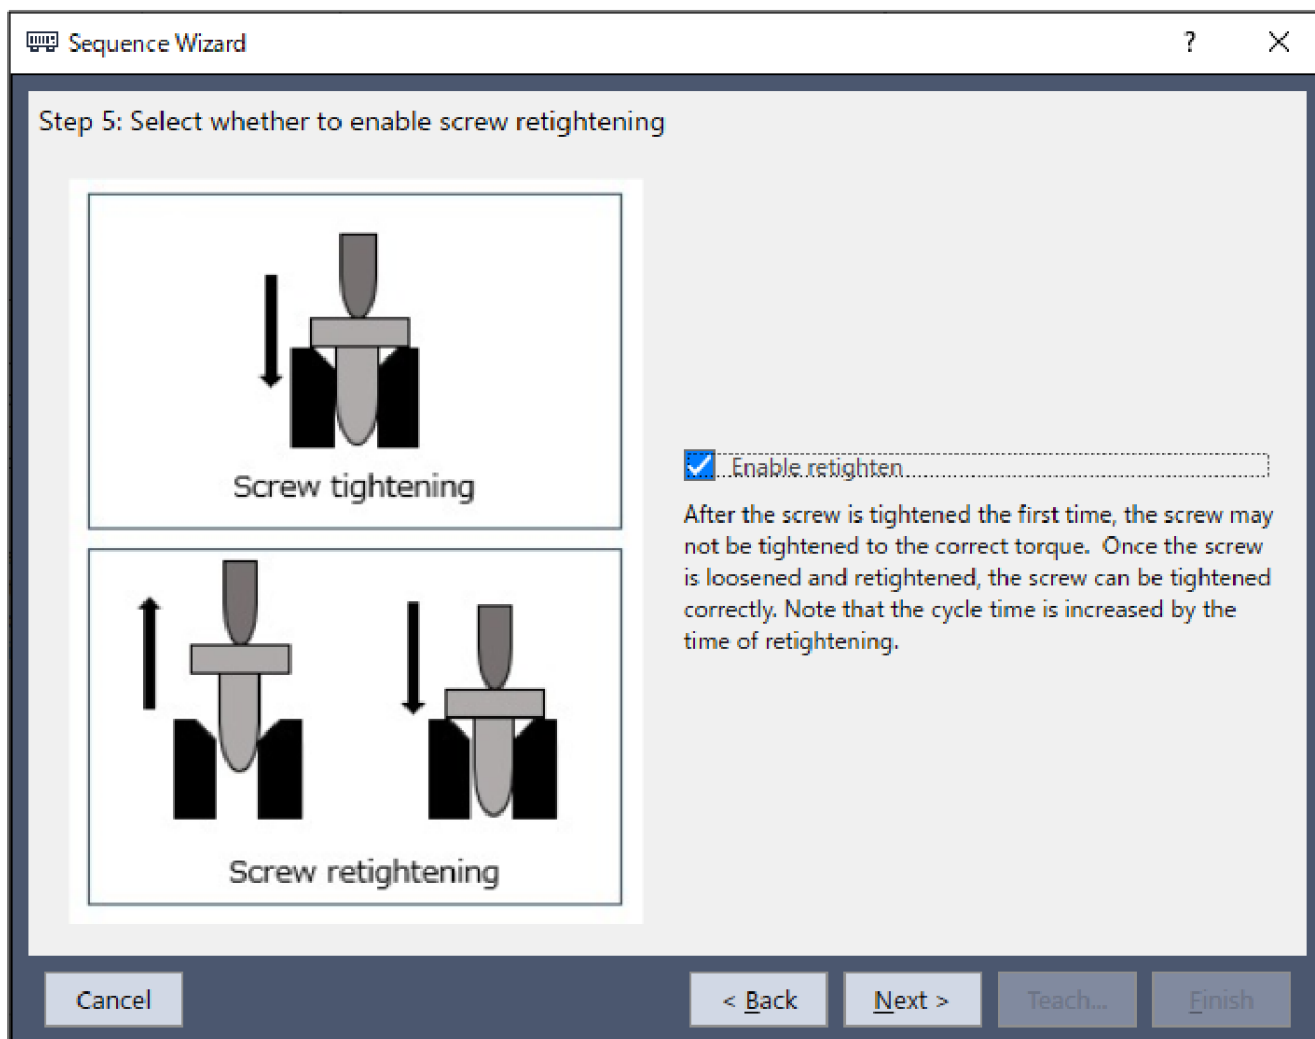 Sequence Wizard
?
Step 5: Select whether to enable screw retightening
Screw tightening
Enable retighten
After the screw is tightened the first time, the screw may
not be tightened to the correct torque.  Once the screw
is loosened and retightened, the screw can be tightened
correctly. Note that the cycle time is increased by the
time of retightening.
Screw retightening
Cancel
< Back
Next >
Teach...
Finish